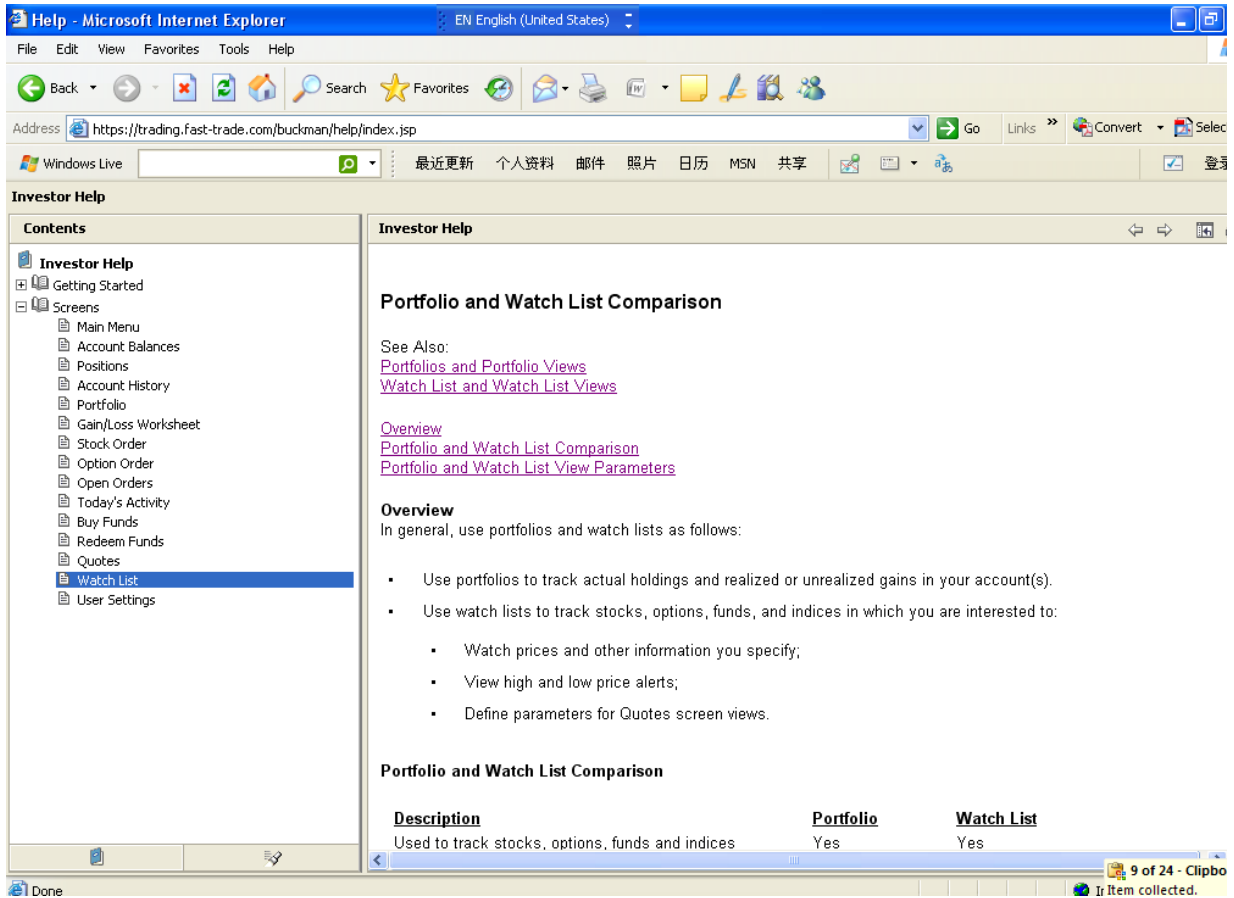 Help - Microsoft Internet Explorer
EN English (United States)
File Edit View Favorites Tools Help
Back Search Favorites
Address https://trading.fast-trade.com/buckman/help/index.jsp Go Links » Convert Selec
Windows Live 最近更新 个人资料 邮件 照片 日历 MSN 共享 登录
Investor Help
Contents
Investor Help
Getting Started
Screens
Main Menu
Account Balances
Positions
Account History
Portfolio
Gain/Loss Worksheet
Stock Order
Option Order
Open Orders
Today's Activity
Buy Funds
Redeem Funds
Quotes
Watch List
User Settings
Investor Help
Portfolio and Watch List Comparison
See Also:
Portfolios and Portfolio Views
Watch List and Watch List Views
Overview
Portfolio and Watch List Comparison
Portfolio and Watch List View Parameters
Overview
In general, use portfolios and watch lists as follows:
▪ Use portfolios to track actual holdings and realized or unrealized gains in your account(s).
▪ Use watch lists to track stocks, options, funds, and indices in which you are interested to:
▪ Watch prices and other information you specify;
▪ View high and low price alerts;
▪ Define parameters for Quotes screen views.
Portfolio and Watch List Comparison
Description Portfolio Watch List
Used to track stocks, options, funds and indices Yes Yes
9 of 24 - Clipbo
Item collected.
Done